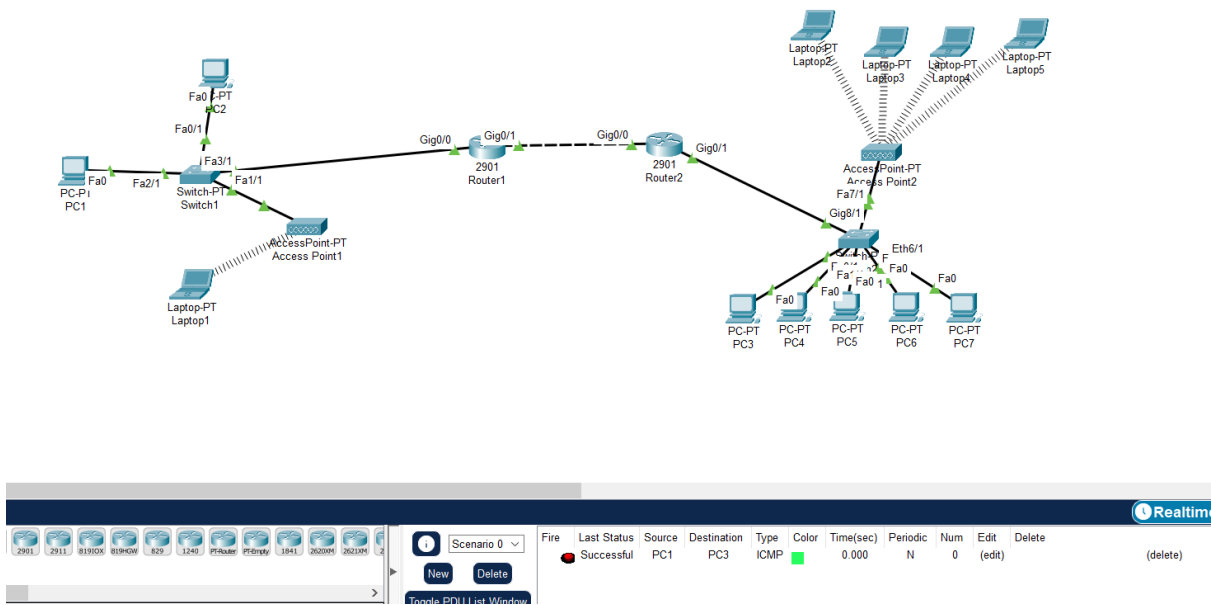 Laptop-PT
Laptop2
Laptop-PT
Laptop3
Laptop-PT
Laptop4
Laptop-PT
Laptop5
Fa0
PC2
Fa0/1
PC-P
PC1
Fa0
Fa2/1
Fa3/1
Fa1/1
Switch-PT
Switch1
Gig0/0
Gig0/1
2901
Router1
Gig0/0
2901
Router2
Gig0/1
AccessPoint-PT
Access Point2
Fa7/1
Gig8/1
Eth6/1
AccessPoint-PT
Access Point1
Laptop-PT
Laptop1
Fa0
Fa0
Fa0
Fa0
Fa0
PC-PT
PC3
PC-PT
PC4
PC-PT
PC5
PC-PT
PC6
PC-PT
PC7
Realtime
2901 2911 819IOX 819HGW 829 1240 PT-Router PT-Empty 1841 2620XM 2621XM
Scenario 0
New Delete
Toggle PDU List Window
Fire Last Status Source Destination Type Color Time(sec) Periodic Num Edit Delete
Successful PC1 PC3 ICMP 0.000 N 0 (edit) (delete)